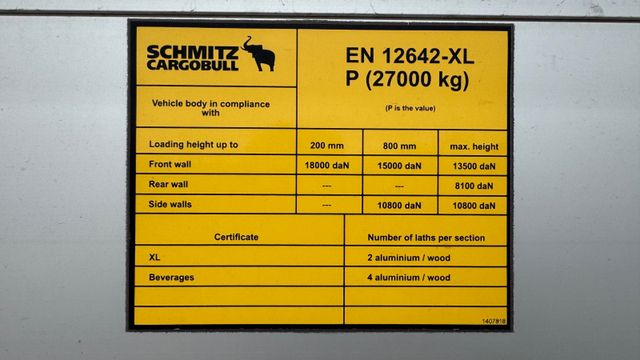 SCHMITZ
CARGOBULL
EN 12642-XL
P (27000 kg)
Vehicle body in compliance
with
(P is the value)
Loading height up to 200 mm 800 mm max. height
Front wall 18000 daN 15000 daN 13500 daN
Rear wall --- --- 8100 daN
Side walls --- 10800 daN 10800 daN
Certificate Number of laths per section
XL 2 aluminium / wood
Beverages 4 aluminium / wood
1407818